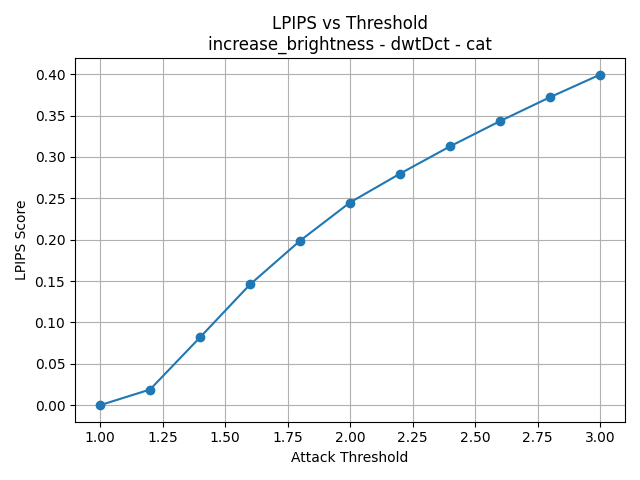 LPIPS vs Threshold
increase_brightness - dwtDct - cat
LPIPS Score
0.40
0.35
0.30
0.25
0.20
0.15
0.10
0.05
0.00
1.00 1.25 1.50 1.75 2.00 2.25 2.50 2.75 3.00
Attack Threshold